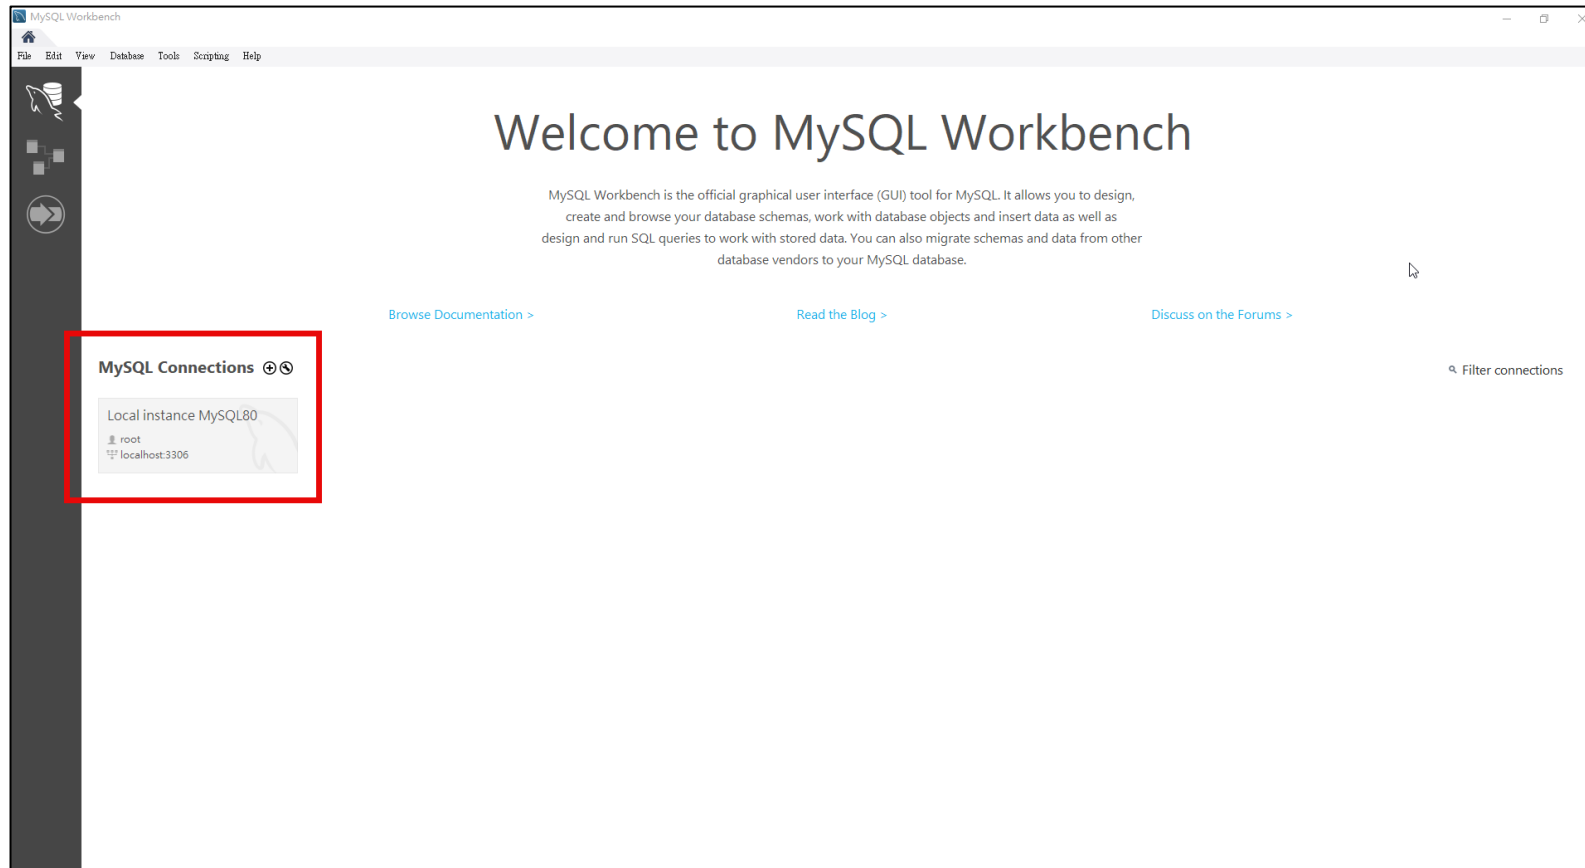 MySQL Workbench
File Edit View Database Tools Scripting Help
Welcome to MySQL Workbench
MySQL Workbench is the official graphical user interface (GUI) tool for MySQL. It allows you to design,
create and browse your database schemas, work with database objects and insert data as well as
design and run SQL queries to work with stored data. You can also migrate schemas and data from other
database vendors to your MySQL database.
Browse Documentation > Read the Blog > Discuss on the Forums >
MySQL Connections Filter connections
Local instance MySQL80
root
localhost:3306